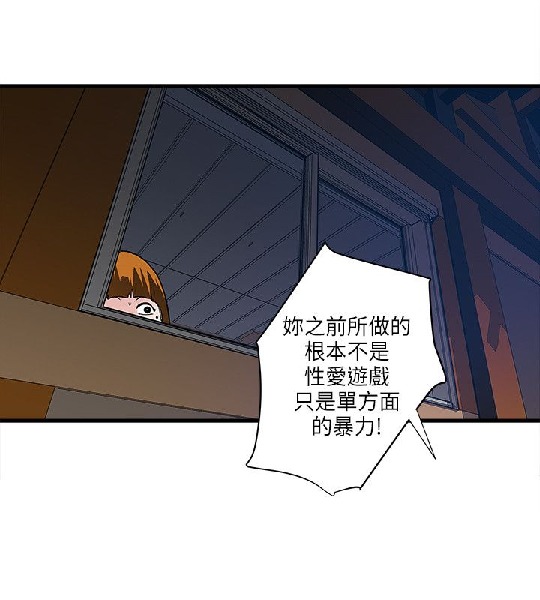 妳之前所做的
根本不是
性愛遊戲
只是單方面
的暴力!